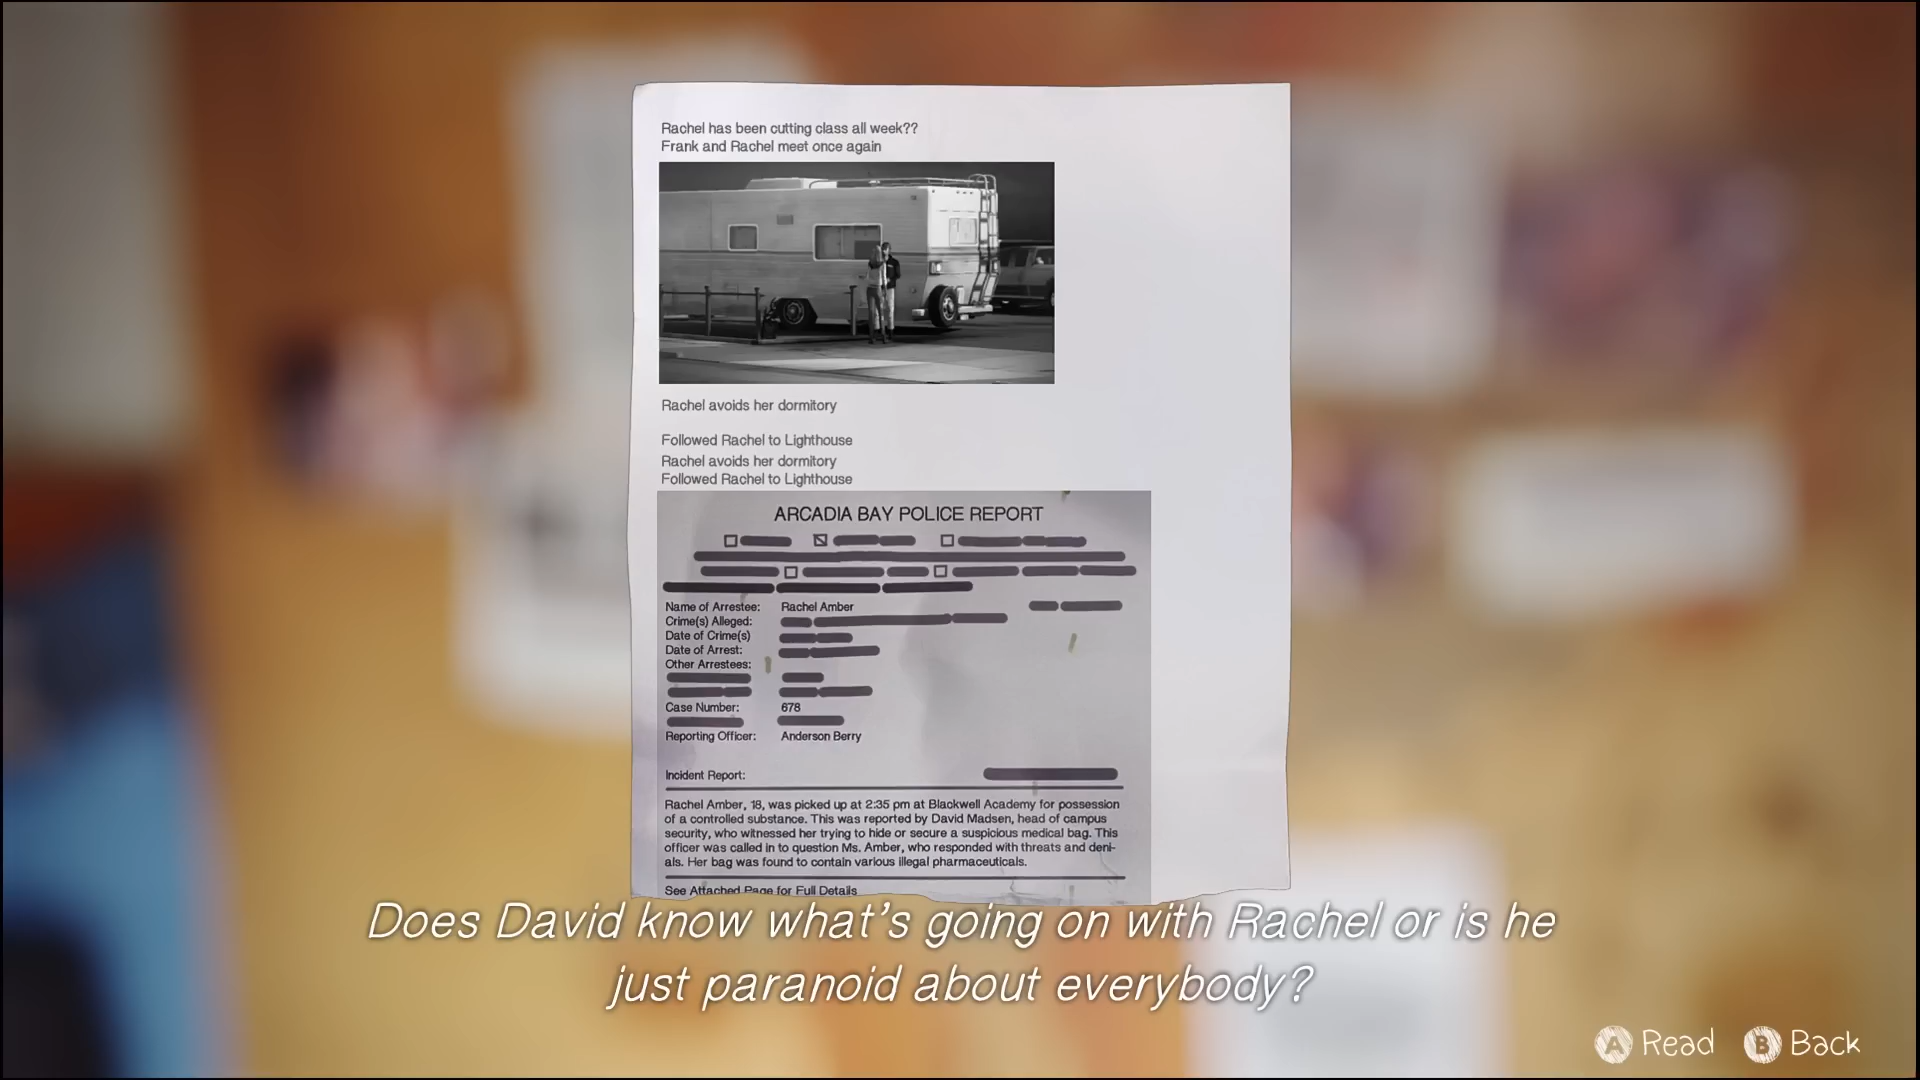 Rachel has been cutting class all week??
Frank and Rachel meet once again
Rachel avoids her dormitory
Followed Rachel to Lighthouse
Rachel avoids her dormitory
Followed Rachel to Lighthouse
ARCADIA BAY POLICE REPORT
Name of Arrestee: Rachel Amber
Crime(s) Alleged:
Date of Crime(s)
Date of Arrest:
Other Arrestees:
Case Number: 678
Reporting Officer: Anderson Berry
Incident Report:
Rachel Amber, 18, was picked up at 2:35 pm at Blackwell Academy for possession
of a controlled substance. This was reported by David Madsen, head of campus
security, who witnessed her trying to hide or secure a suspicious medical bag. This
officer was called in to question Ms. Amber, who responded with threats and deni-
als. Her bag was found to contain various illegal pharmaceuticals.
See Attached Page for Full Details
Does David know what's going on with Rachel or is he
just paranoid about everybody?
A Read B Back